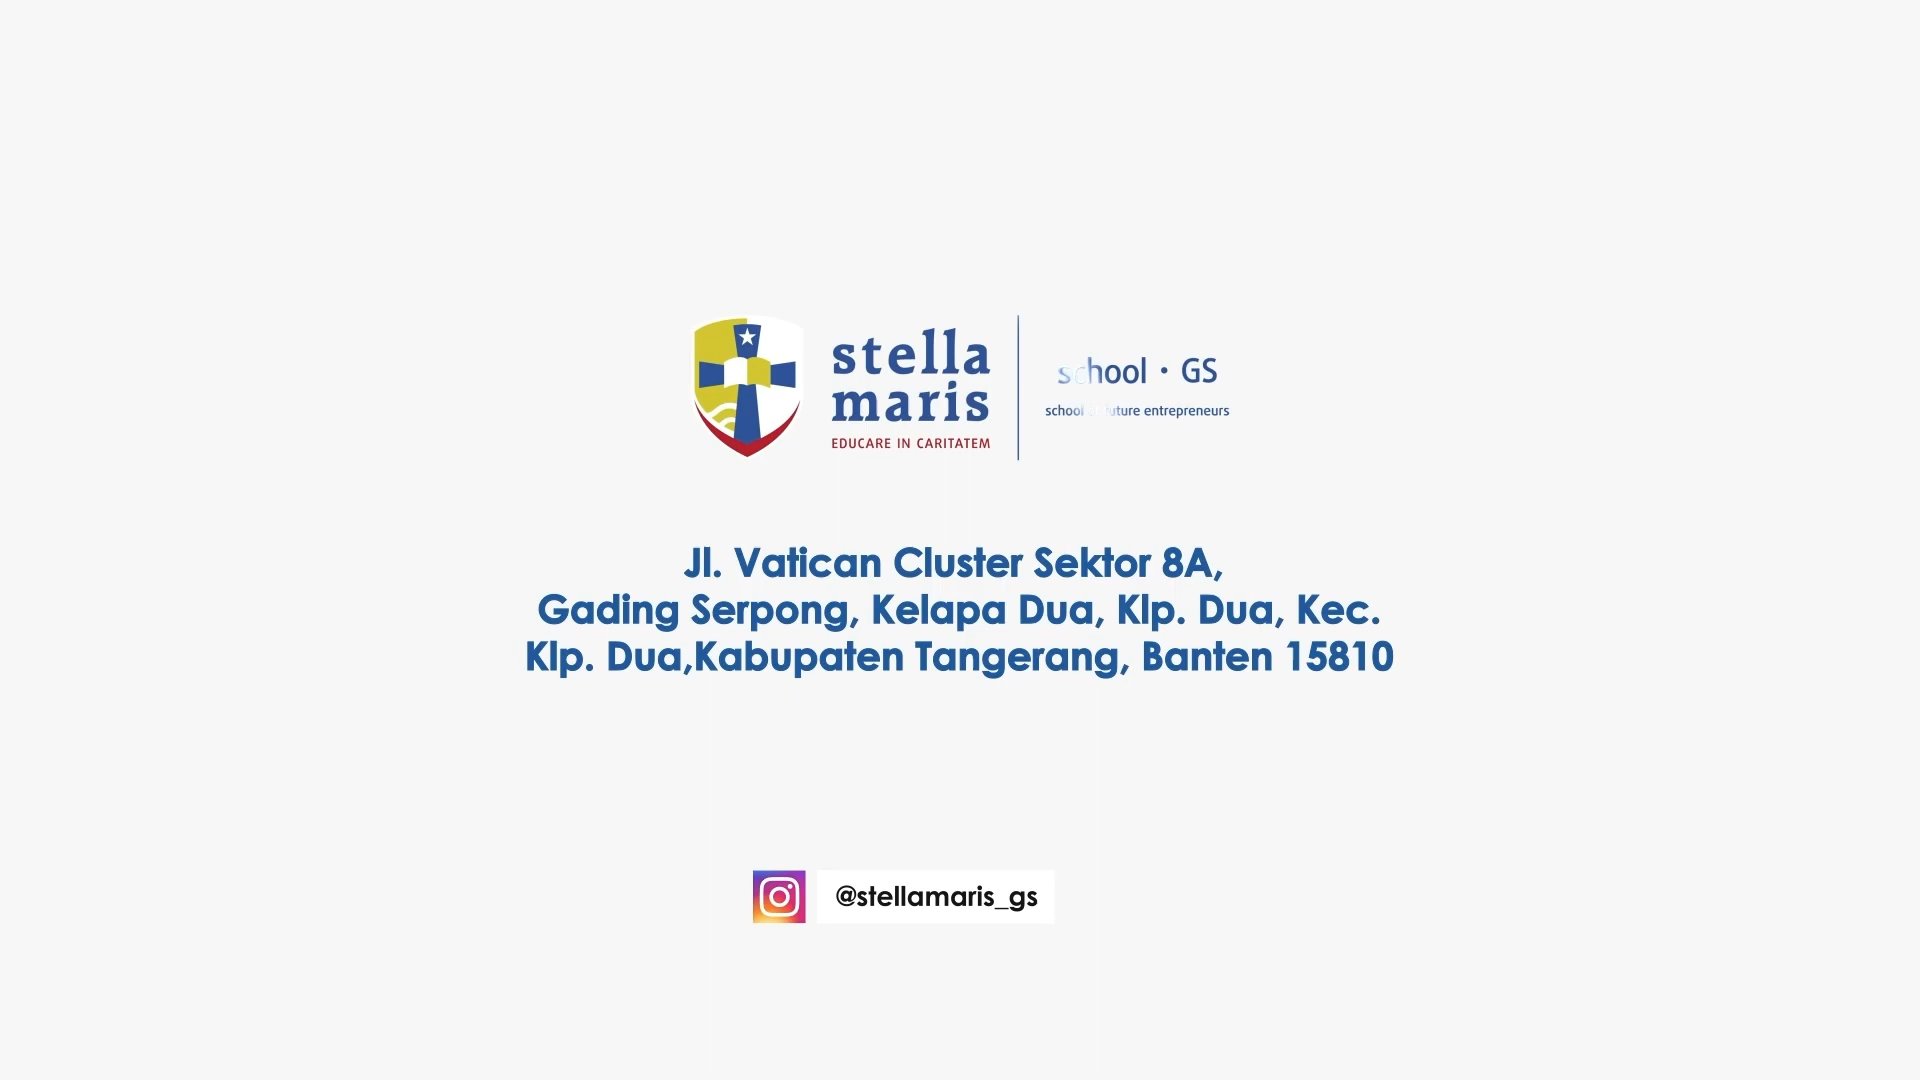 stella
maris
EDUCARE IN CARITATEM
school • GS
school future entrepreneurs
Jl. Vatican Cluster Sektor 8A,
Gading Serpong, Kelapa Dua, Klp. Dua, Kec.
Klp. Dua,Kabupaten Tangerang, Banten 15810
@stellamaris_gs